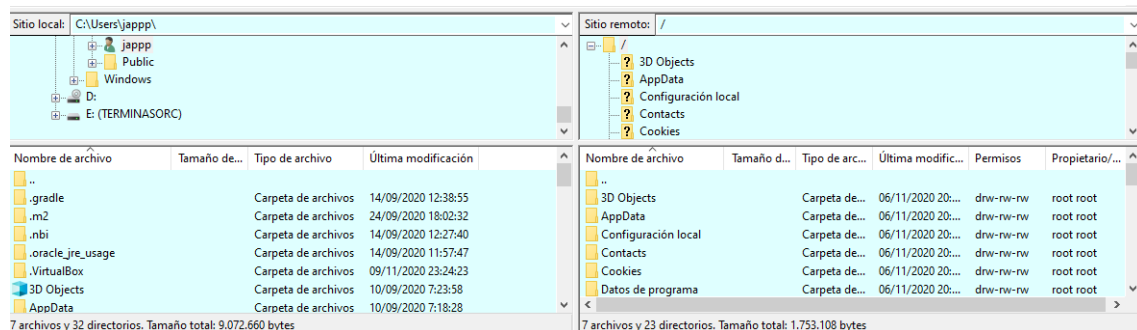 Sitio local: C:\Users\jappp\
jappp
Public
Windows
D:
E: (TERMINASORC)
Nombre de archivo Tamaño de... Tipo de archivo Última modificación
..
.gradle Carpeta de archivos 14/09/2020 12:38:55
.m2 Carpeta de archivos 24/09/2020 18:02:32
.nbi Carpeta de archivos 14/09/2020 12:27:40
.oracle_jre_usage Carpeta de archivos 14/09/2020 11:57:47
.VirtualBox Carpeta de archivos 09/11/2020 23:24:23
3D Objects Carpeta de archivos 10/09/2020 7:23:58
AppData Carpeta de archivos 10/09/2020 7:18:28
7 archivos y 32 directorios. Tamaño total: 9.072.660 bytes
Sitio remoto: /
/
? 3D Objects
? AppData
? Configuración local
? Contacts
? Cookies
Nombre de archivo Tamaño d... Tipo de arc... Última modific... Permisos Propietario/...
..
3D Objects Carpeta de... 06/11/2020 20:... drw-rw-rw root root
AppData Carpeta de... 06/11/2020 20:... drw-rw-rw root root
Configuración local Carpeta de... 06/11/2020 20:... drw-rw-rw root root
Contacts Carpeta de... 06/11/2020 20:... drw-rw-rw root root
Cookies Carpeta de... 06/11/2020 20:... drw-rw-rw root root
Datos de programa Carpeta de... 06/11/2020 20:... drw-rw-rw root root
7 archivos y 23 directorios. Tamaño total: 1.753.108 bytes